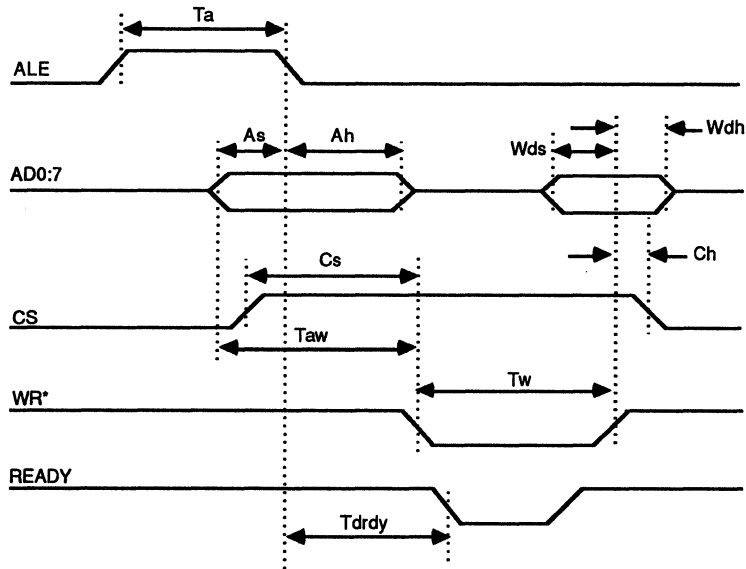 Ta
ALE
As
Ah
Wds
Wdh
AD0:7
Cs
Ch
CS
Taw
Tw
WR*
READY
Tdrdy